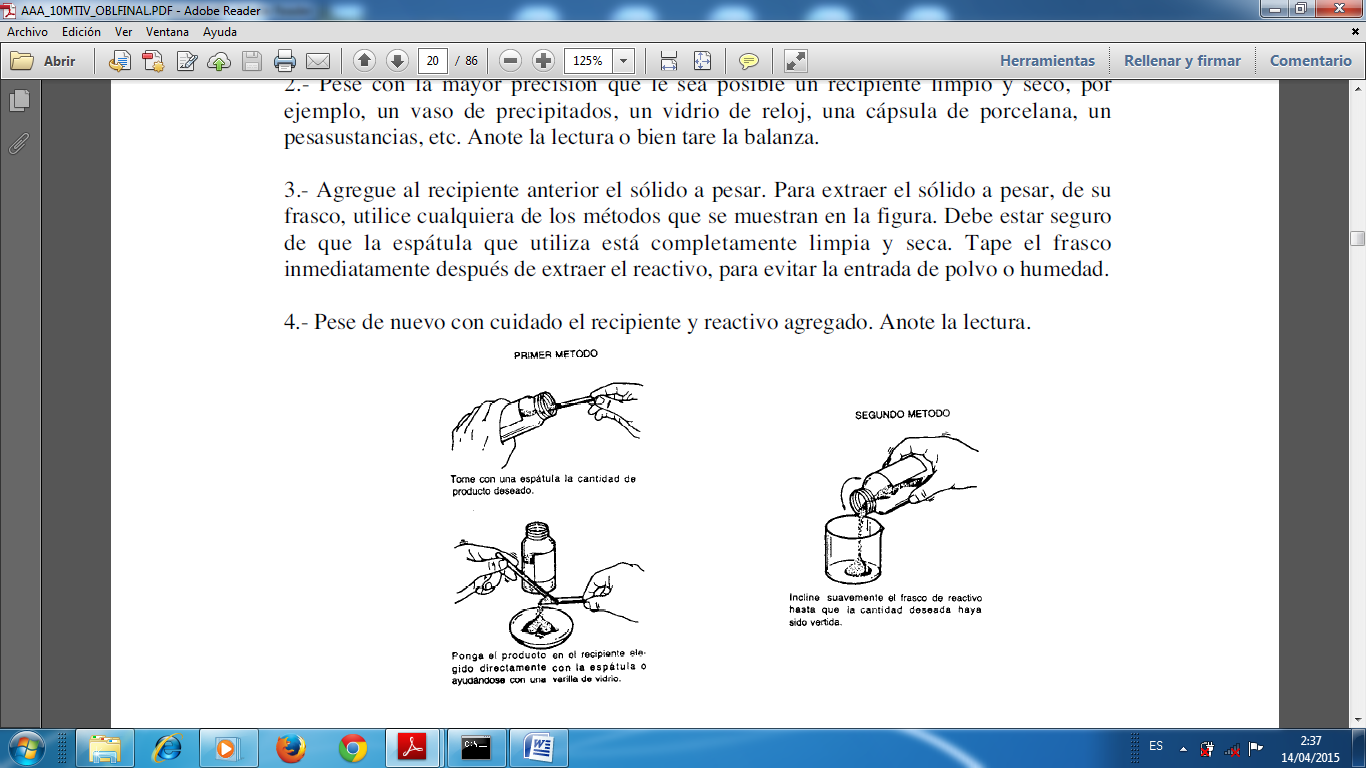 AAA_10MTIV_OBLFINAL.PDF - Adobe Reader
Archivo Edición Ver Ventana Ayuda
Abrir 20 / 86 125% Herramientas Rellenar y firmar Comentario
2.- Pese con la mayor precisión que le sea posible un recipiente limpio y seco, por
ejemplo, un vaso de precipitados, un vidrio de reloj, una cápsula de porcelana, un
pesasustancias, etc. Anote la lectura o bien tare la balanza.
3.- Agregue al recipiente anterior el sólido a pesar. Para extraer el sólido a pesar, de su
frasco, utilice cualquiera de los métodos que se muestran en la figura. Debe estar seguro
de que la espátula que utiliza está completamente limpia y seca. Tape el frasco
inmediatamente después de extraer el reactivo, para evitar la entrada de polvo o humedad.
4.- Pese de nuevo con cuidado el recipiente y reactivo agregado. Anote la lectura.
PRIMER METODO
Tome con una espátula la cantidad de
producto deseado.
Ponga el producto en el recipiente ele-
gido directamente con la espátula o
ayudándose con una varilla de vidrio.
SEGUNDO METODO
Incline suavemente el frasco de reactivo
hasta que la cantidad deseada haya
sido vertida.
C:\
ES
2:37
14/04/2015